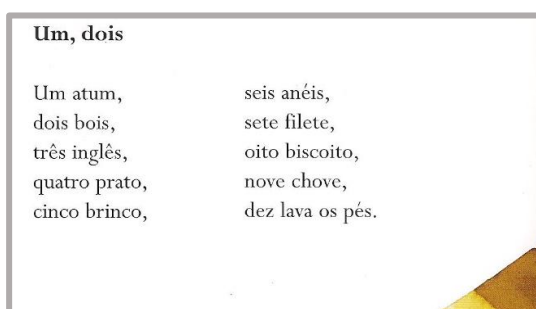 Um, dois
Um atum,
dois bois,
três inglês,
quatro prato,
cinco brinco,
seis anéis,
sete filete,
oito biscoito,
nove chove,
dez lava os pés.